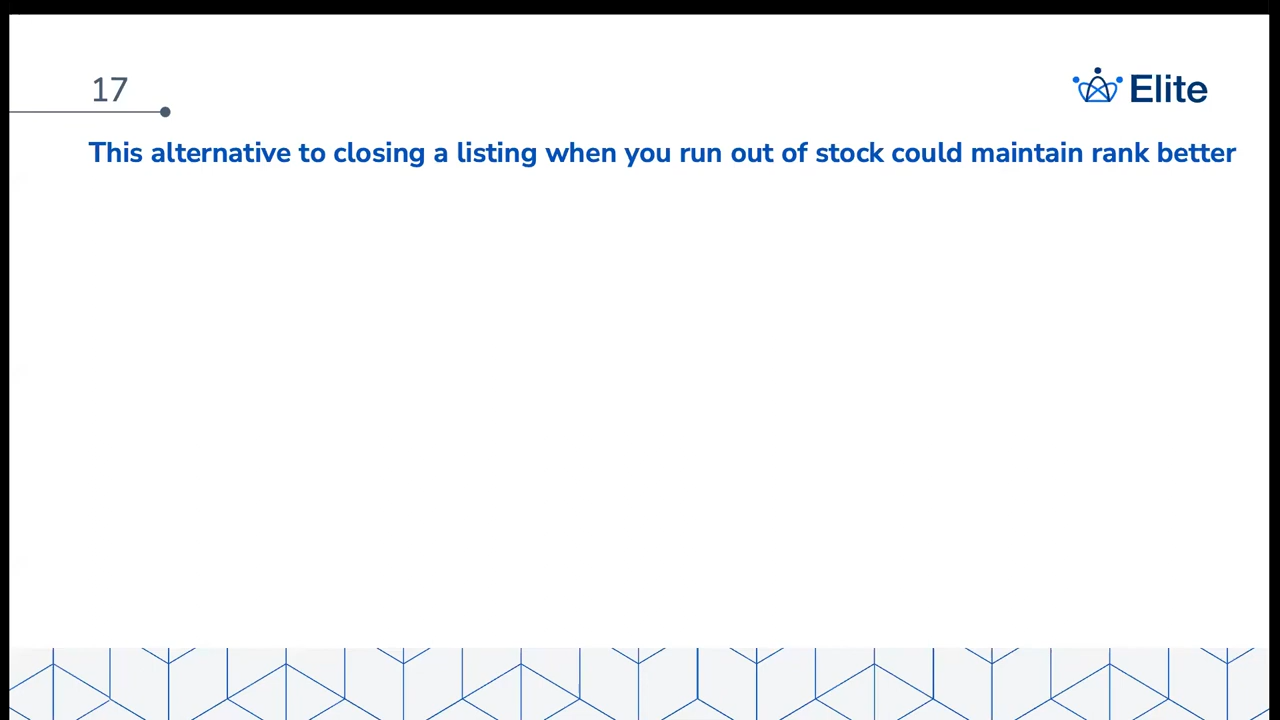 17
Elite
This alternative to closing a listing when you run out of stock could maintain rank better